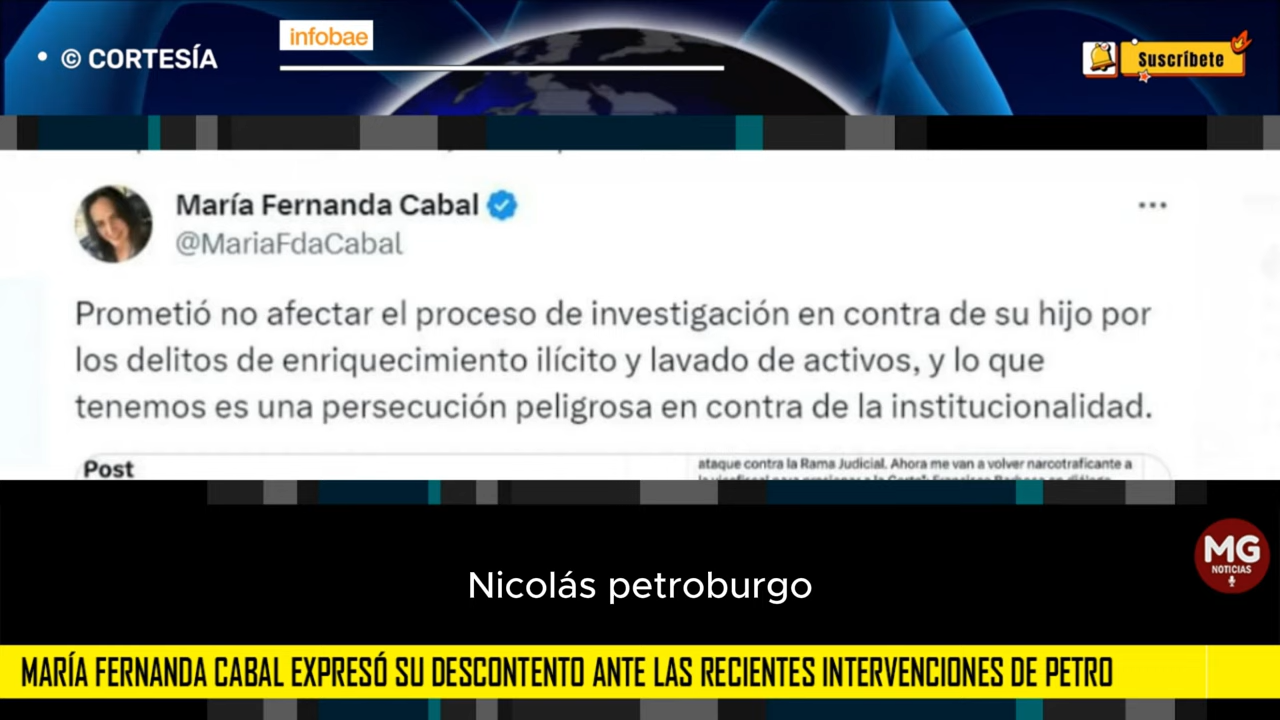 © CORTESÍA
infobae
Suscríbete
María Fernanda Cabal
@MariaFdaCabal
Prometió no afectar el proceso de investigación en contra de su hijo por
los delitos de enriquecimiento ilícito y lavado de activos, y lo que
tenemos es una persecución peligrosa en contra de la institucionalidad.
Post
ataque contra la Rama Judicial. Ahora me van a volver narcotraficante a
MG
NOTICIAS
Nicolás petroburgo
MARÍA FERNANDA CABAL EXPRESÓ SU DESCONTENTO ANTE LAS RECIENTES INTERVENCIONES DE PETRO